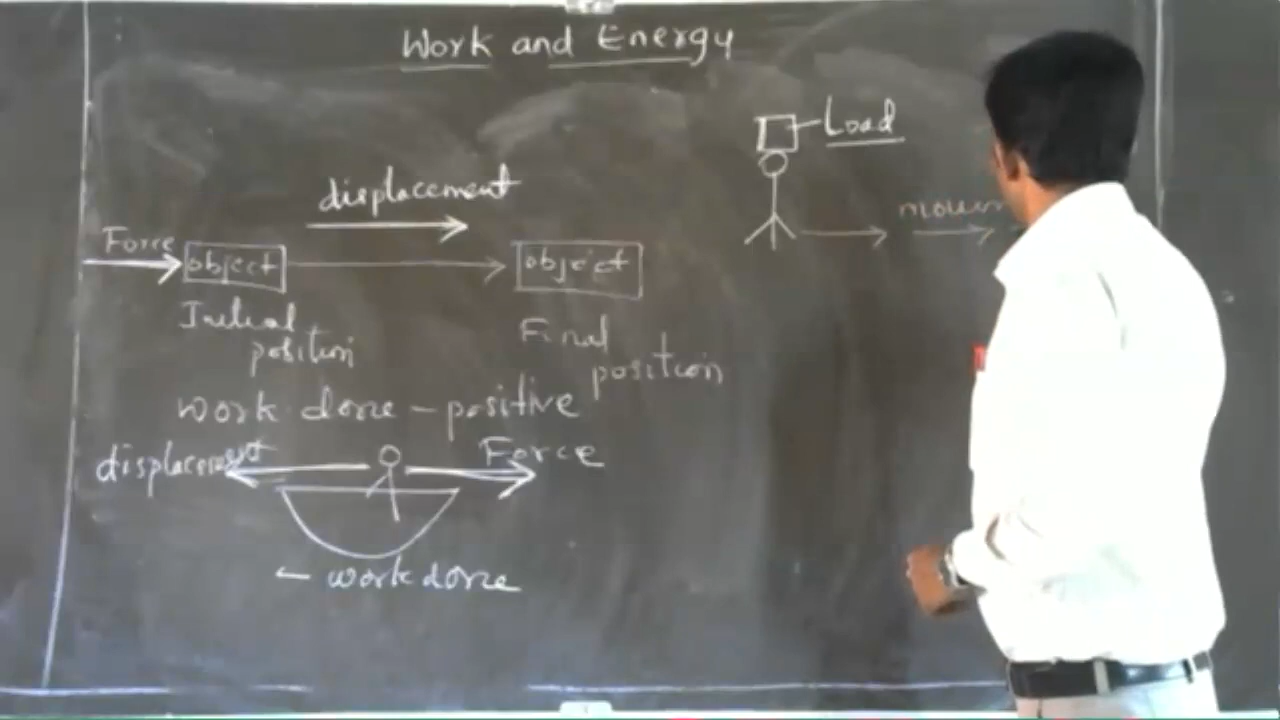 Work and Energy
Load
displacement
Force
object
object
Initial
position
Final
position
work done - positive
displacement
Force
- work done